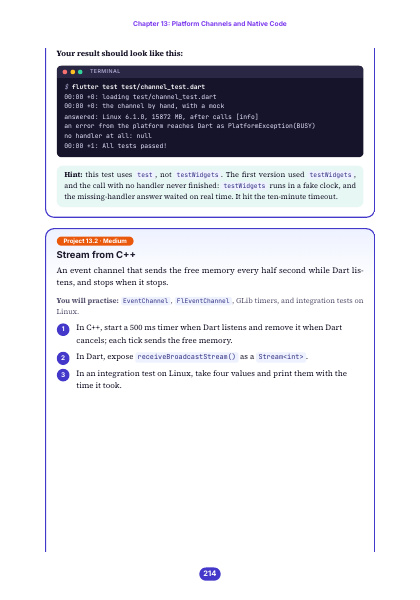 Chapter 13: Platform Channels and Native Code
Your result should look like this:
TERMINAL
$ flutter test test/channel_test.dart
00:00 +0: loading test/channel_test.dart
00:00 +0: the channel by hand, with a mock
answered: Linux 6.1.0, 15872 MB, after calls [info]
an error from the platform reaches Dart as PlatformException(BUSY)
no handler at all: null
00:00 +1: All tests passed!
Hint: this test uses test, not testWidgets. The first version used testWidgets,
and the call with no handler never finished: testWidgets runs in a fake clock, and
the missing-handler answer waited on real time. It hit the ten-minute timeout.
Project 13.2 · Medium
Stream from C++
An event channel that sends the free memory every half second while Dart lis-
tens, and stops when it stops.
You will practise: EventChannel, FlEventChannel, GLib timers, and integration tests on
Linux.
1 In C++, start a 500 ms timer when Dart listens and remove it when Dart
cancels; each tick sends the free memory.
2 In Dart, expose receiveBroadcastStream() as a Stream<int>.
3 In an integration test on Linux, take four values and print them with the
time it took.
214